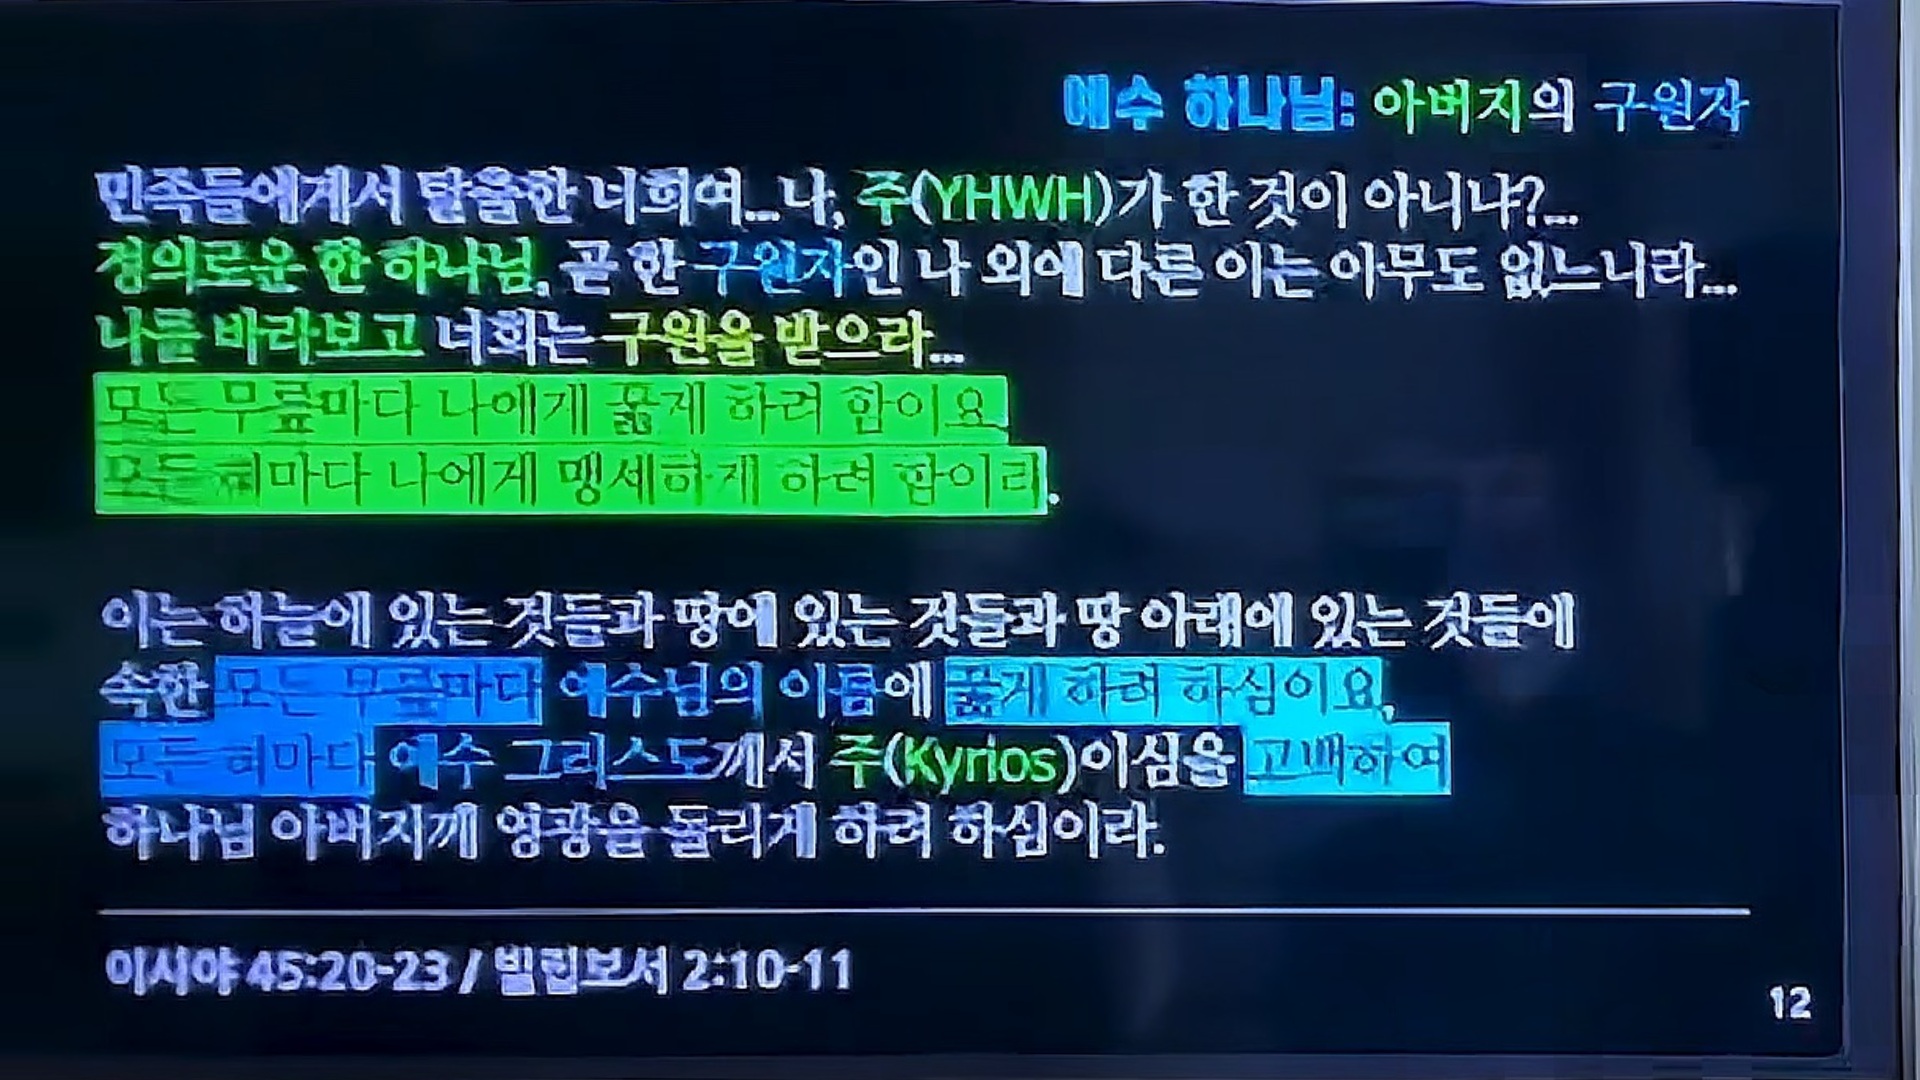 예수 하나님: 아버지의 구원자
민족들에게서 탈출한 너희여...나, 주(YHWH)가 한 것이 아니냐?...
정의로운 한 하나님, 곧 한 구원자인 나 외에 다른 이는 아무도 없느니라...
나를 바라보고 너희는 구원을 받으라...
모든 무릎마다 나에게 꿇게 하려 함이요,
모든 혀마다 나에게 맹세하게 하려 함이라.
이는 하늘에 있는 것들과 땅에 있는 것들과 땅 아래에 있는 것들에
속한 모든 무릎마다 예수님의 이름에 꿇게 하려 하심이요,
모든 혀마다 예수 그리스도께서 주(Kyrios)이심을 고백하여
하나님 아버지께 영광을 돌리게 하려 하심이라.
이사야 45:20-23 / 빌립보서 2:10-11
12